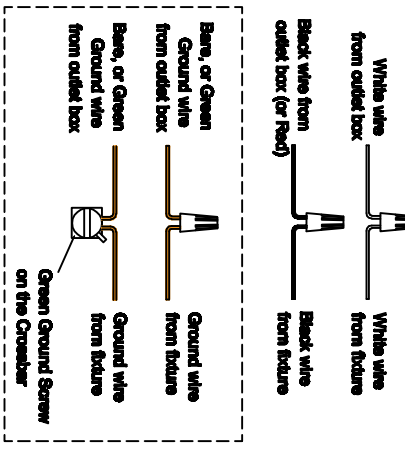 White wire
from outlet box
White wire
from fixture
Black wire from
outlet box (or Red)
Black wire
from fixture
Bare, or Green
Ground wire
from outlet box
Ground wire
from fixture
Bare, or Green
Ground wire
from outlet box
Ground wire
from fixture
Green Ground Screw
on the Crossbar